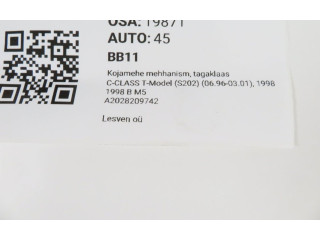 OSA: 19871
AUTO: 45
BB11
Kojamehe mehhanism, tagaklaas
C-CLASS T-Model (S202) (06.96-03.01), 1998
1998 B M5
A2028209742
Lesven oü